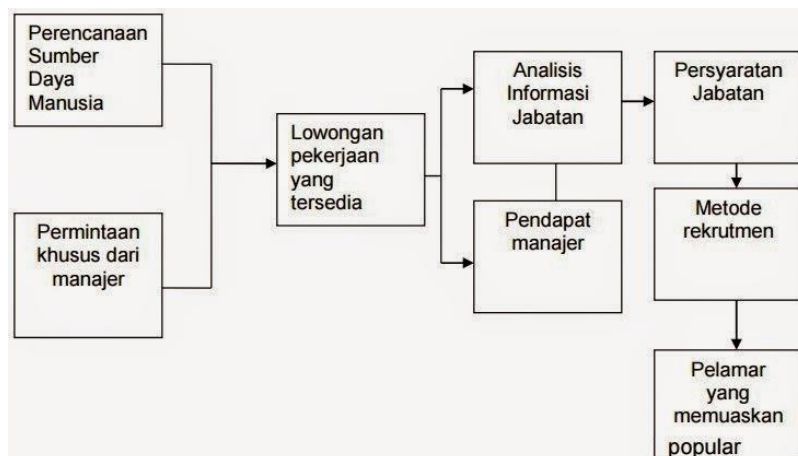 Perencanaan
Sumber
Daya
Manusia
Permintaan
khusus dari
manajer
Lowongan
pekerjaan
yang
tersedia
Analisis
Informasi
Jabatan
Pendapat
manajer
Persyaratan
Jabatan
Metode
rekrutmen
Pelamar
yang
memuaskan
popular